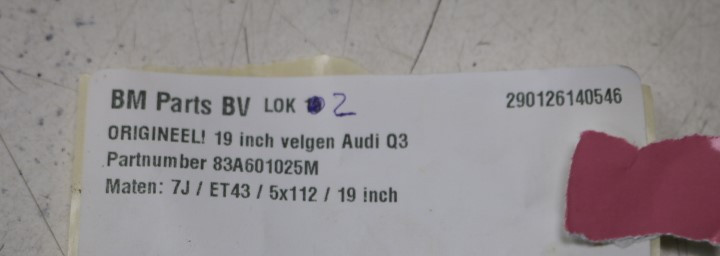 BM Parts BV LOK 2 290126140546
ORIGINEEL! 19 inch velgen Audi Q3
Partnumber 83A601025M
Maten: 7J / ET43 / 5x112 / 19 inch